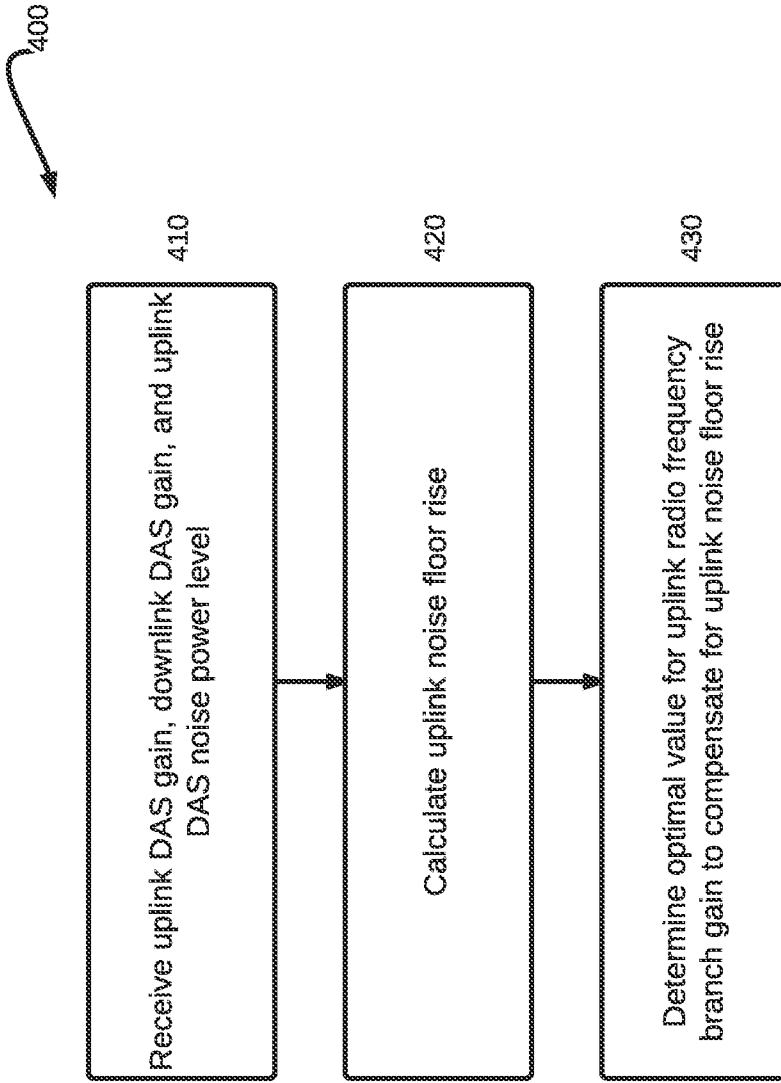 400
Receive uplink DAS gain, downlink DAS gain, and uplink
DAS noise power level
410
Calculate uplink noise floor rise
420
Determine optimal value for uplink radio frequency
branch gain to compensate for uplink noise floor rise
430